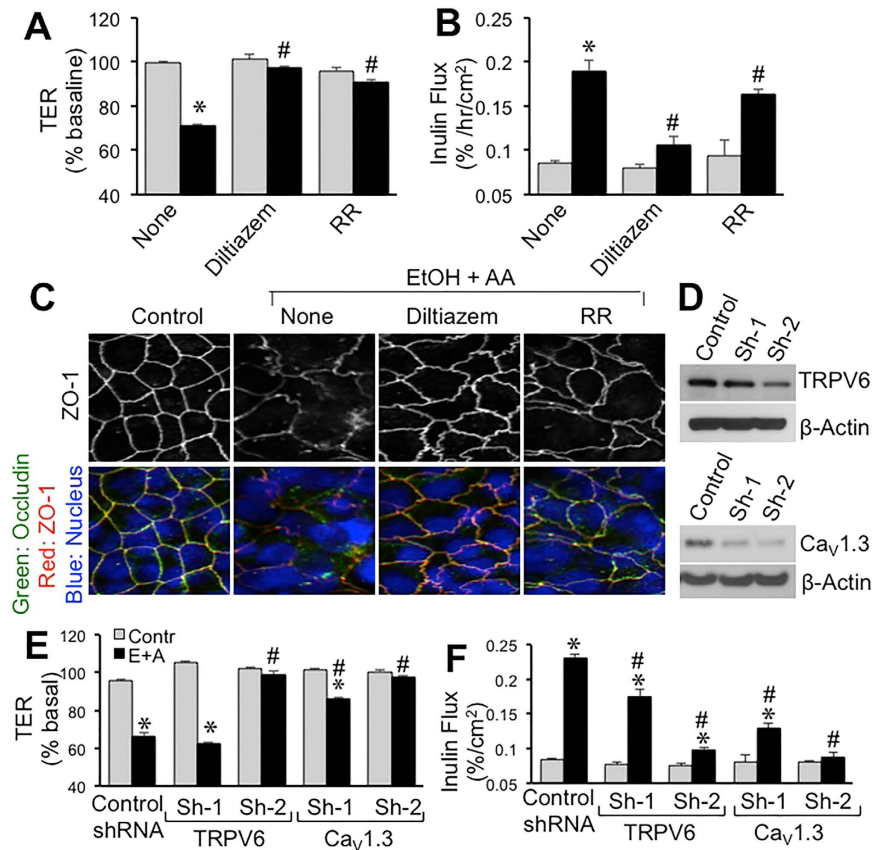 A
TER
(% basaline)
120
100
80
60
40
*
#
#
None
Diltiazem
RR
B
Inulin Flux
(% /hr/cm²)
0.25
0.2
0.15
0.1
0.05
*
#
#
None
Diltiazem
RR
C
EtOH + AA
Control
None
Diltiazem
RR
ZO-1
Green: Occludin
Red: ZO-1
Blue: Nucleus
D
Control
Sh-1
Sh-2
TRPV6
β-Actin
Control
Sh-1
Sh-2
CaV1.3
β-Actin
E
TER
(% basal)
120
100
80
60
40
Contr
E+A
*
*
#
#
*
#
Control
shRNA
Sh-1 Sh-2
TRPV6
Sh-1 Sh-2
CaV1.3
F
Inulin Flux
(%/cm²)
0.25
0.2
0.15
0.1
0.05
*
#
*
#
*
#
*
#
Control
shRNA
Sh-1 Sh-2
TRPV6
Sh-1 Sh-2
CaV1.3